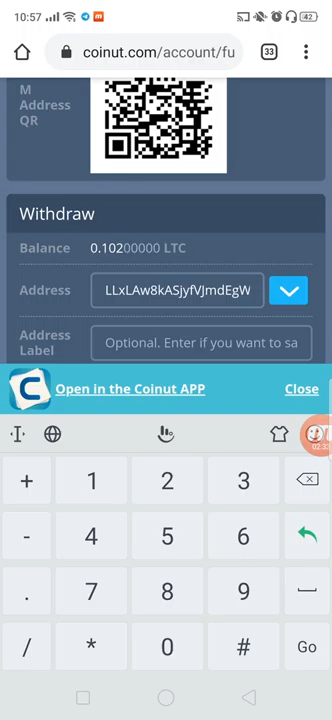 10:57
42
coinut.com/account/fu
33
M
Address
QR
Withdraw
Balance 0.10200000 LTC
Address LLxLAw8kASjyfVJmdEgW
Address
Label
Optional. Enter if you want to sa
Open in the Coinut APP Close
+ 1 2 3
- 4 5 6
. 7 8 9
/ * 0 # Go